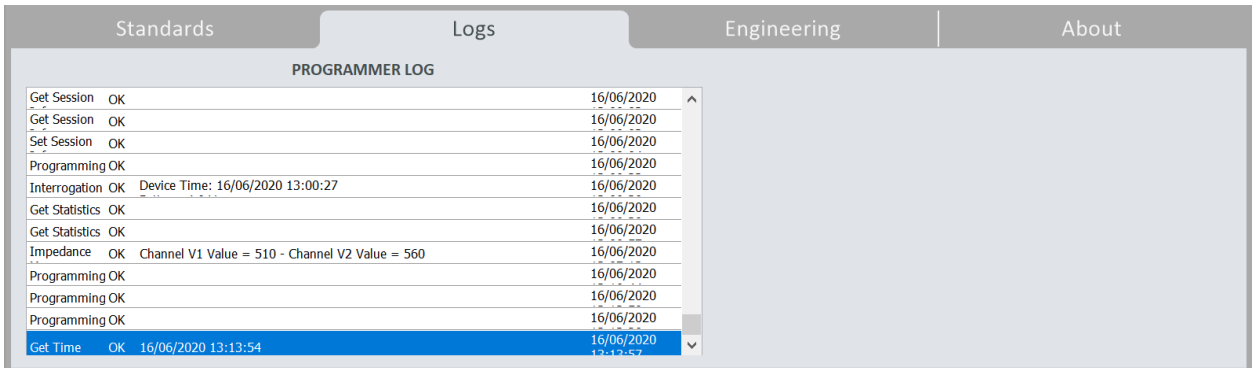 Standards Logs Engineering About
PROGRAMMER LOG
Get Session OK 16/06/2020
Get Session OK 16/06/2020
Set Session OK 16/06/2020
Programming OK 16/06/2020
Interrogation OK Device Time: 16/06/2020 13:00:27 16/06/2020
Get Statistics OK 16/06/2020
Get Statistics OK 16/06/2020
Impedance OK Channel V1 Value = 510 - Channel V2 Value = 560 16/06/2020
Programming OK 16/06/2020
Programming OK 16/06/2020
Programming OK 16/06/2020
Get Time OK 16/06/2020 13:13:54 16/06/2020
13:13:57